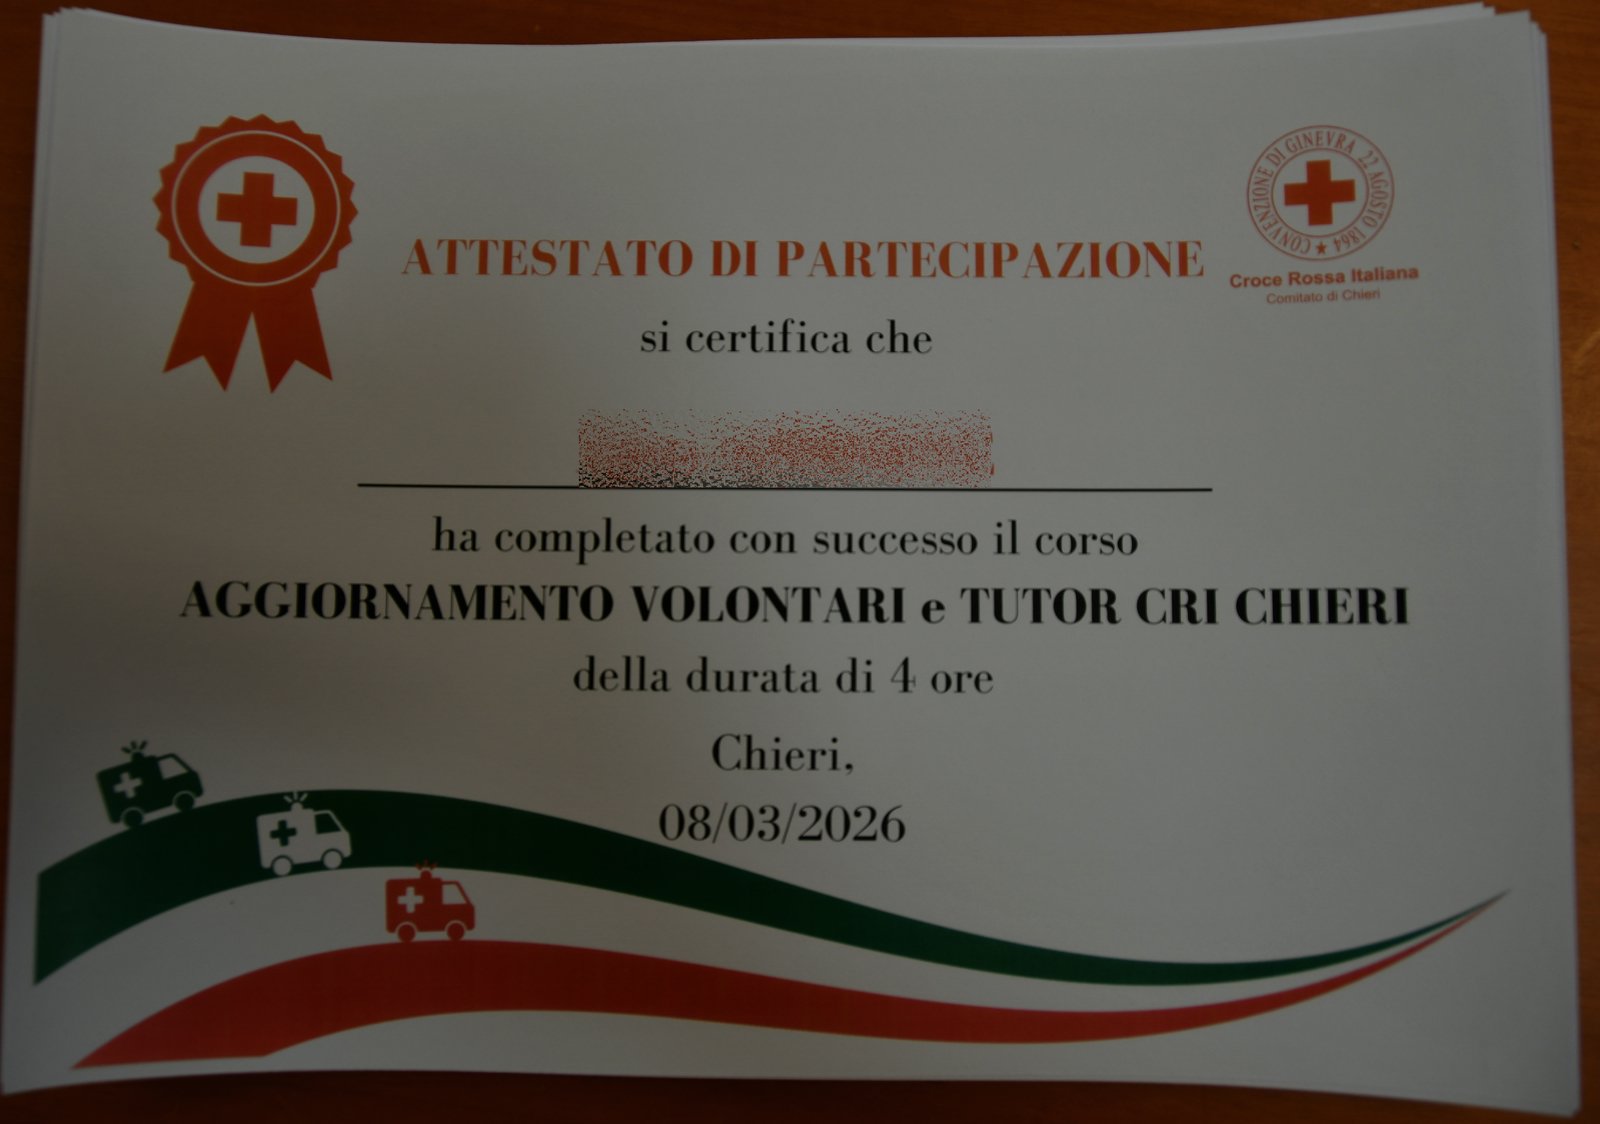 CONVENZIONE DI GINEVRA 22 AGOSTO 1864
ATTESTATO DI PARTECIPAZIONE
Croce Rossa Italiana
Comitato di Chieri
si certifica che
ha completato con successo il corso
AGGIORNAMENTO VOLONTARI e TUTOR CRI CHIERI
della durata di 4 ore
Chieri,
08/03/2026